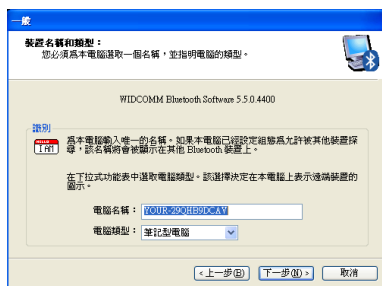 一般
裝置名稱和類型：
您必須為本電腦選取一個名稱，並指明電腦的類型。
WIDCOMM Bluetooth Software 5.5.0.4400
識別
HELLO
I AM
為本電腦輸入唯一的名稱。如果本電腦已經設定組態為允許被其他裝置探
尋，該名稱將會被顯示在其他 Bluetooth 裝置上。
在下拉式功能表中選取電腦類型。該選擇決定在本電腦上表示遠端裝置的
圖示。
電腦名稱： YOUR-29QHB9DCAV
電腦類型： 筆記型電腦
<上一步(B) 下一步(N)> 取消